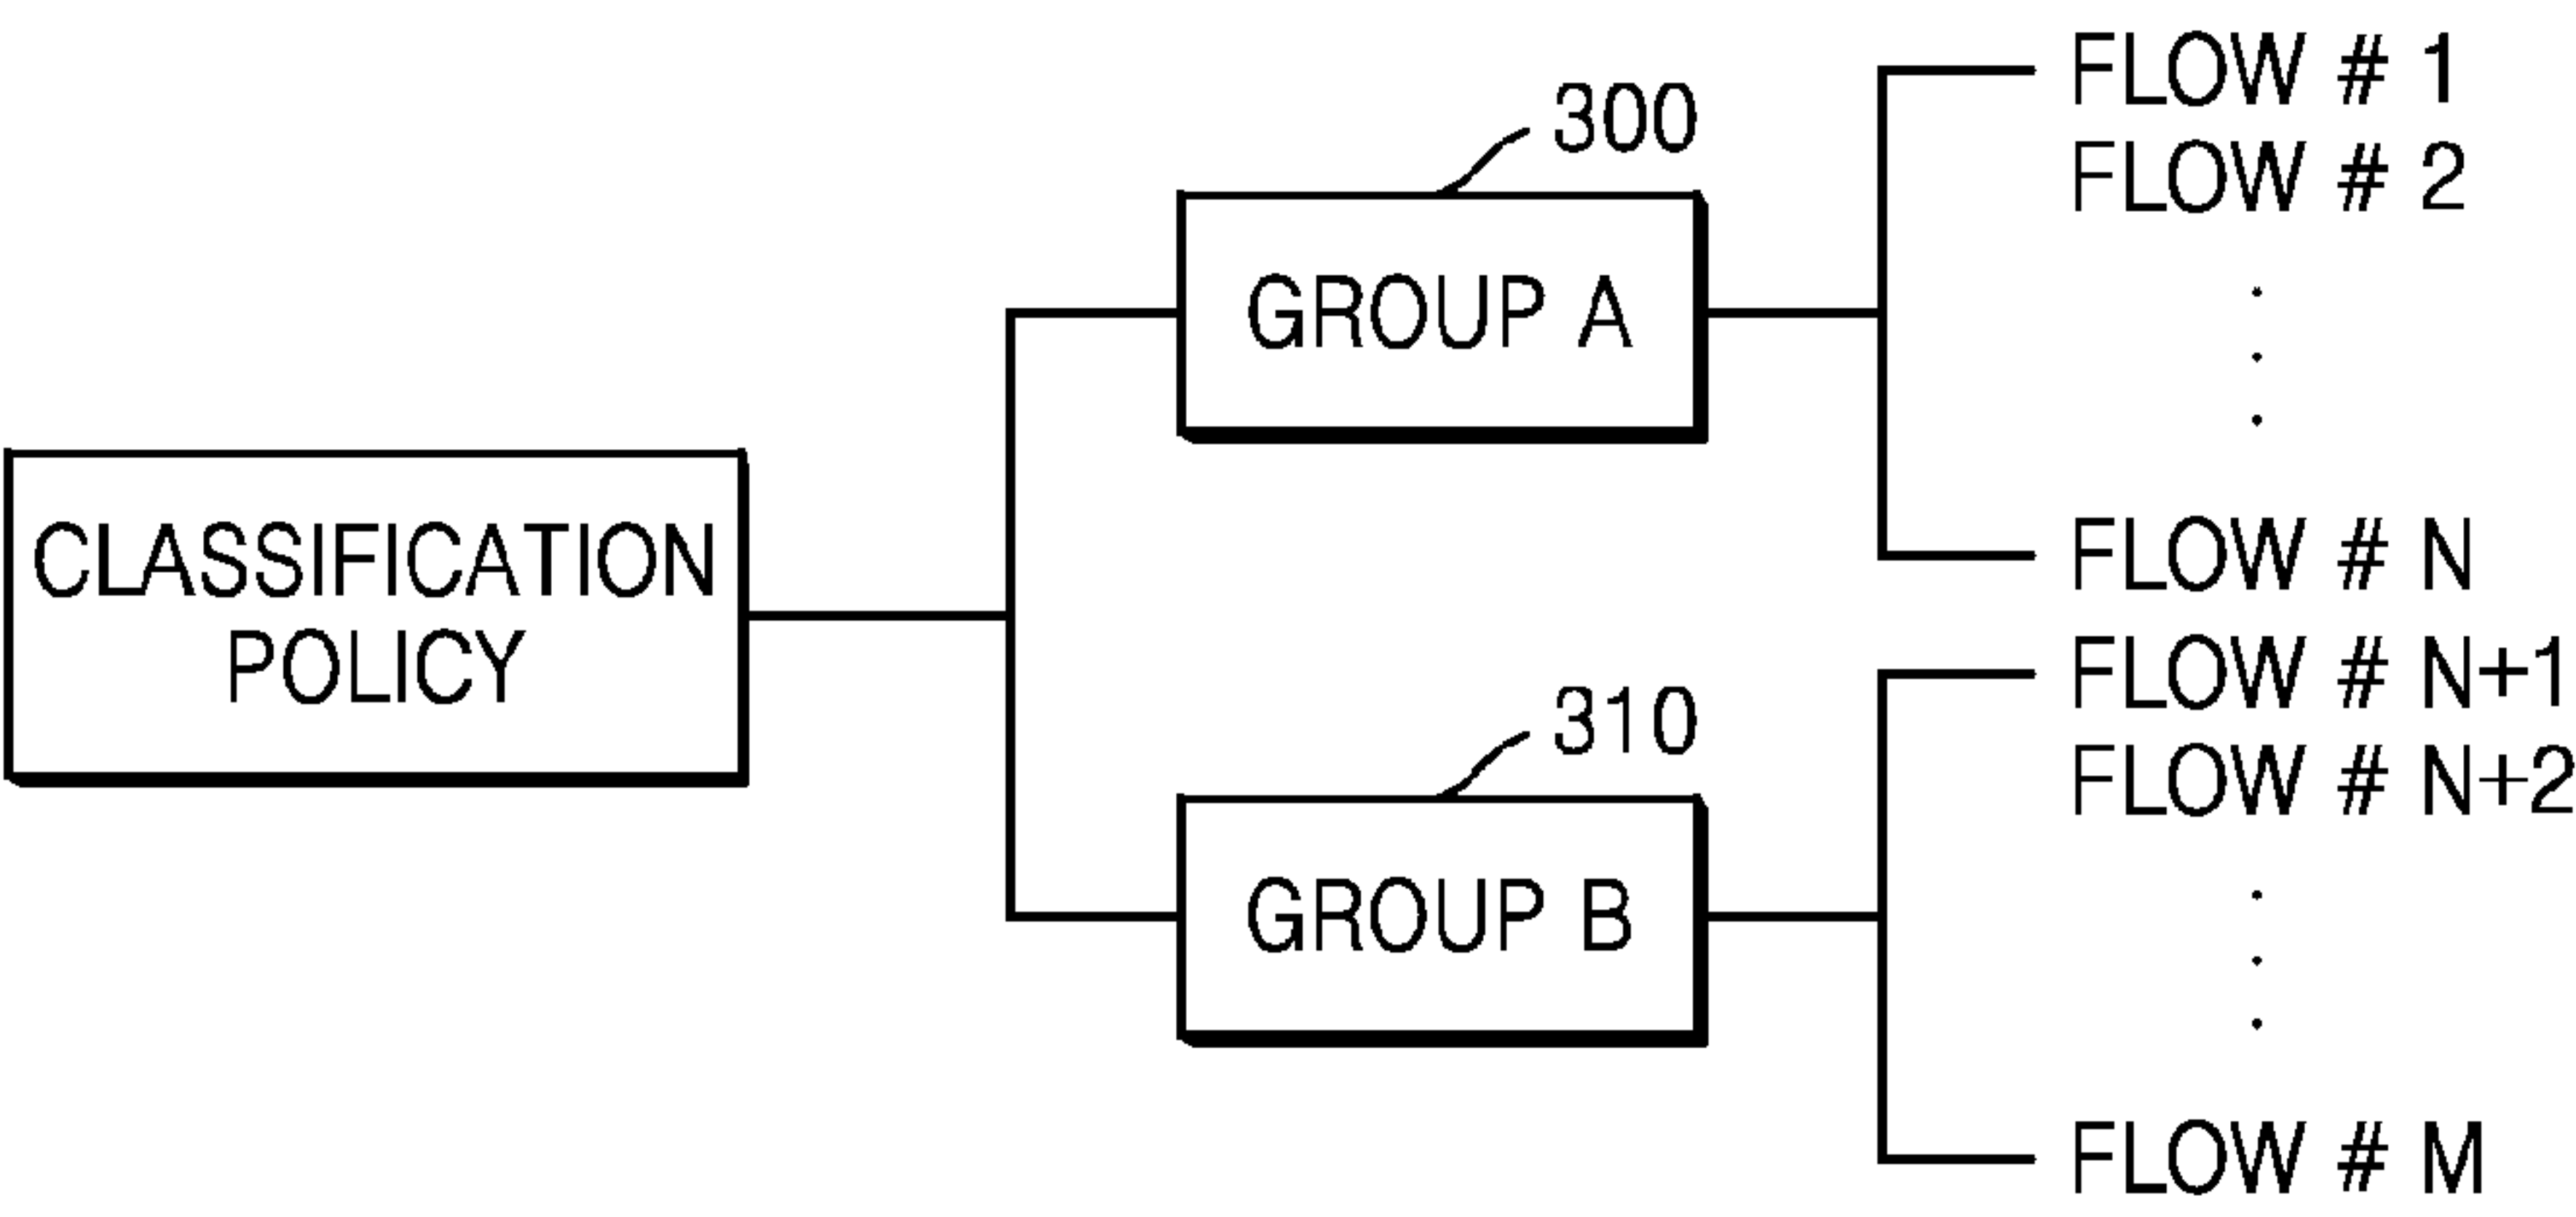 CLASSIFICATION
POLICY
300
GROUP A
310
GROUP B
FLOW # 1
FLOW # 2
FLOW # N
FLOW # N+1
FLOW # N+2
FLOW # M